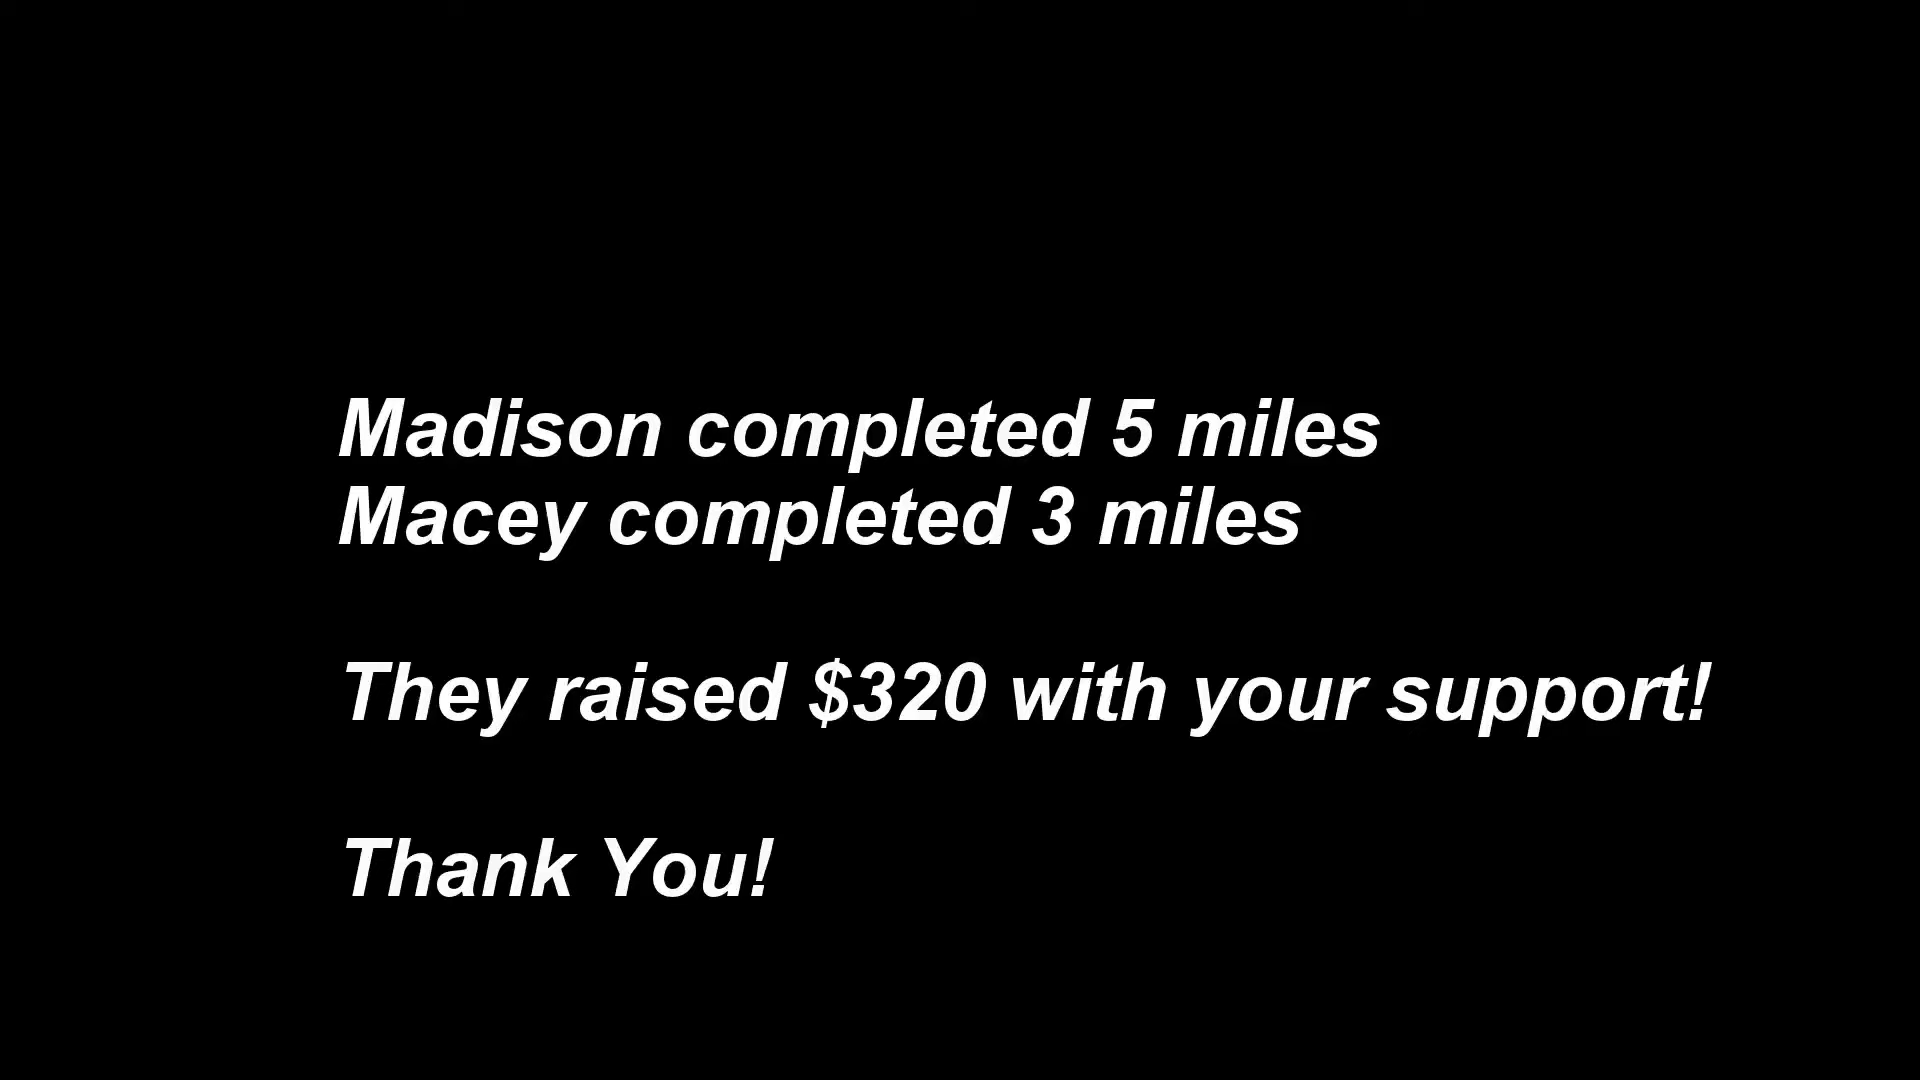 Madison completed 5 miles
Macey completed 3 miles
They raised $320 with your support!
Thank You!